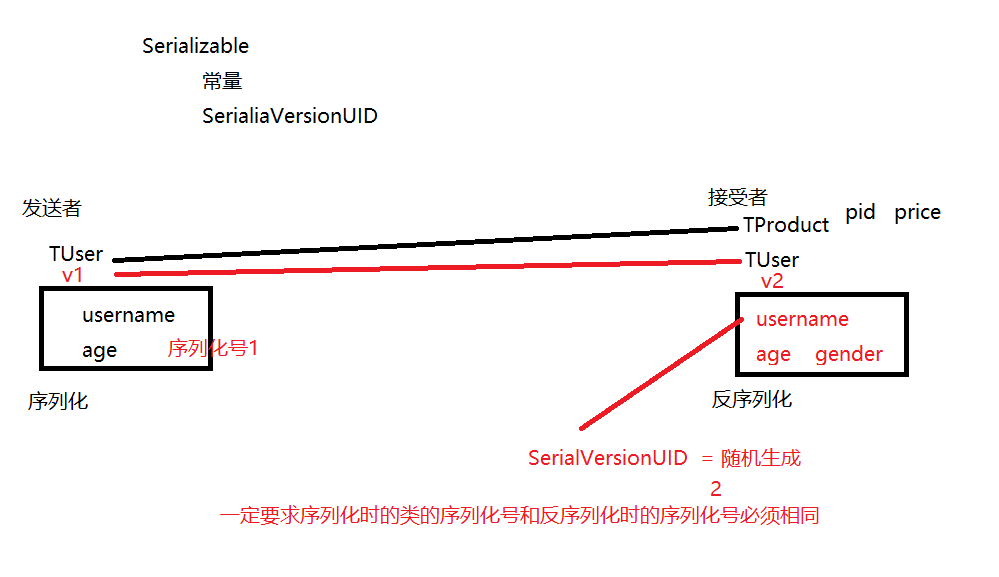 Serializable
常量
SerialiaVersionUID
发送者
接受者
TProduct pid price
TUser
TUser
v1
v2
username
age 序列化号1
username
age gender
序列化
反序列化
SerialVersionUID = 随机生成
2
一定要求序列化时的类的序列化号和反序列化时的序列化号必须相同